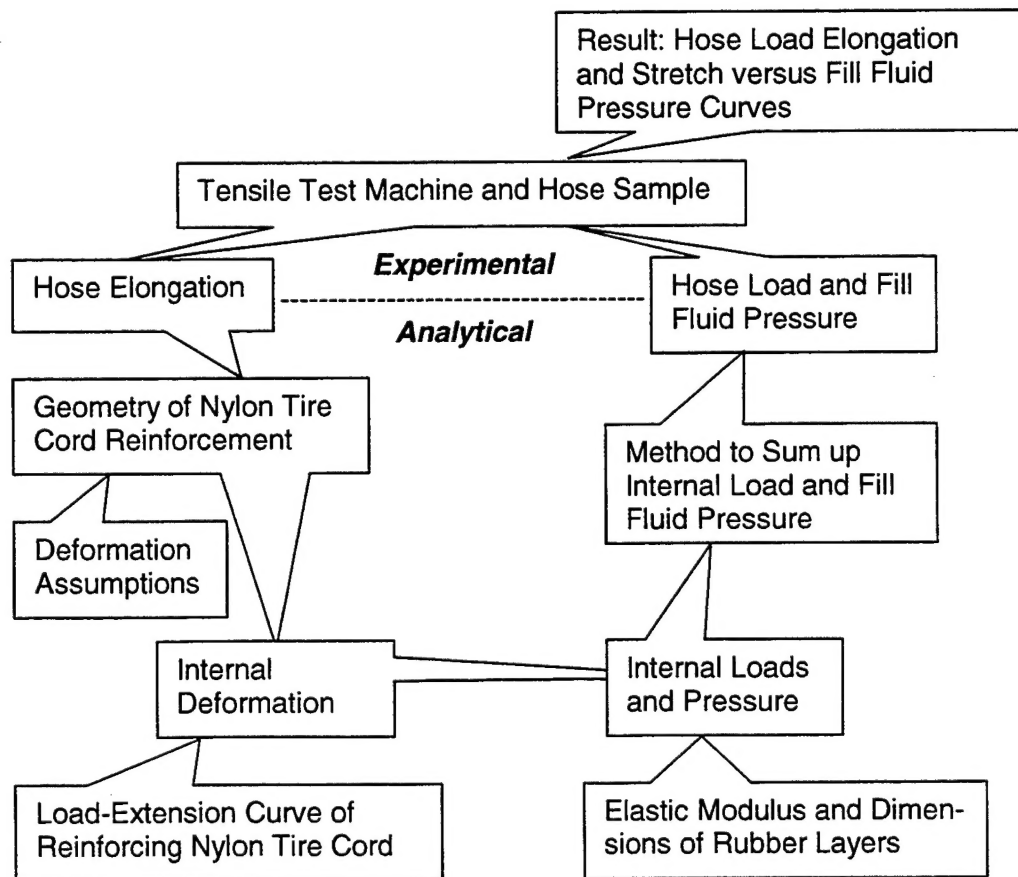 Result: Hose Load Elongation
and Stretch versus Fill Fluid
Pressure Curves
Tensile Test Machine and Hose Sample
Experimental
Hose Elongation
Hose Load and Fill
Fluid Pressure
Analytical
Geometry of Nylon Tire
Cord Reinforcement
Method to Sum up
Internal Load and Fill
Fluid Pressure
Deformation
Assumptions
Internal
Deformation
Internal Loads
and Pressure
Load-Extension Curve of
Reinforcing Nylon Tire Cord
Elastic Modulus and Dimen-
sions of Rubber Layers